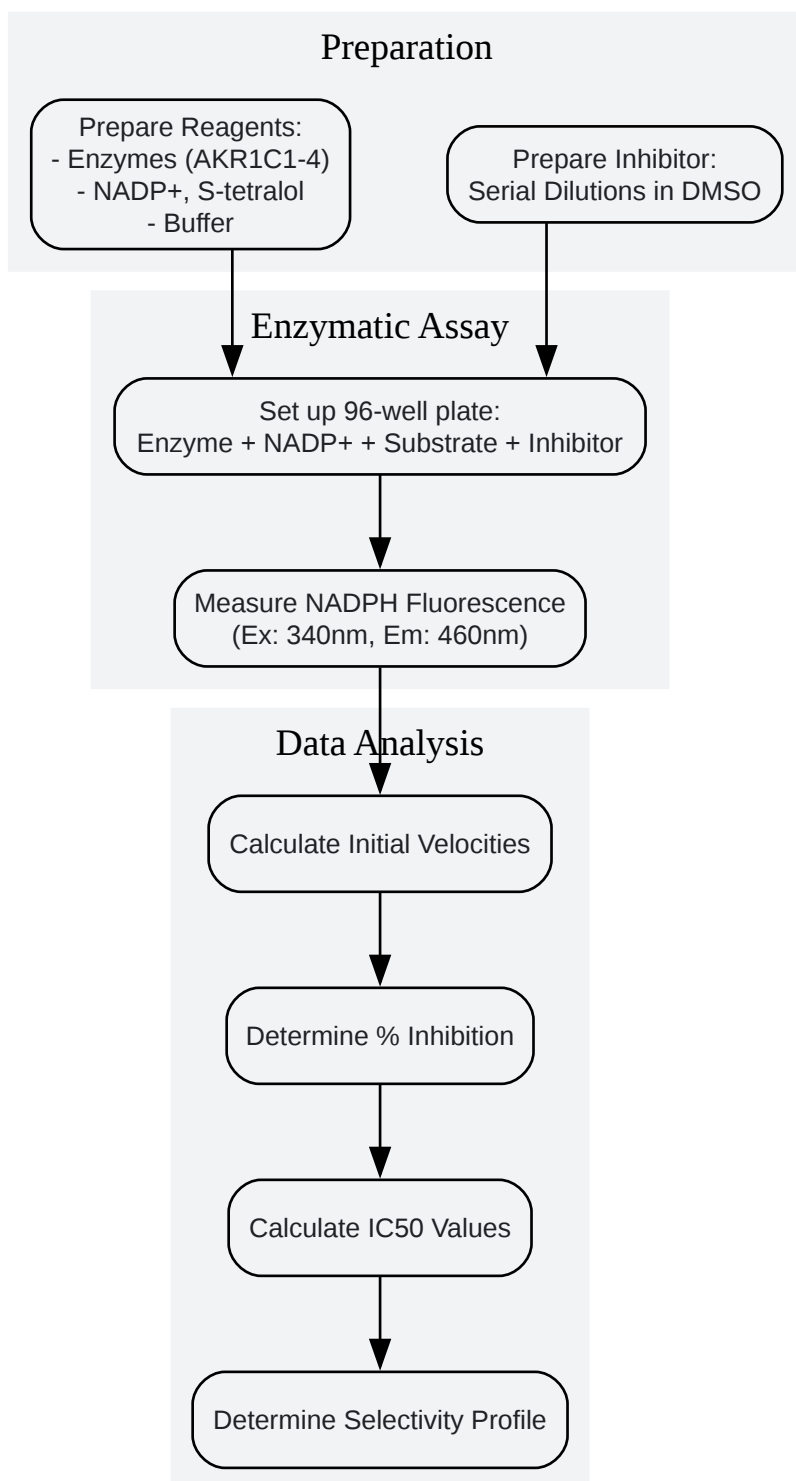 Preparation
Prepare Reagents:
- Enzymes (AKR1C1-4)
- NADP+, S-tetralol
- Buffer
Prepare Inhibitor:
Serial Dilutions in DMSO
Enzymatic Assay
Set up 96-well plate:
Enzyme + NADP+ + Substrate + Inhibitor
Measure NADPH Fluorescence
(Ex: 340nm, Em: 460nm)
Data Analysis
Calculate Initial Velocities
Determine % Inhibition
Calculate IC50 Values
Determine Selectivity Profile